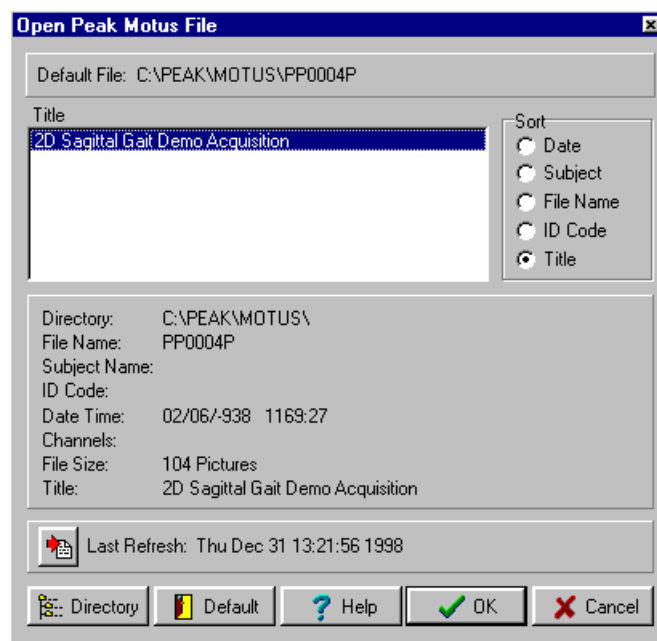 Open Peak Motus File
Default File: C:\PEAK\MOTUS\PP0004P
Title
2D Sagittal Gait Demo Acquisition
Sort
Date
Subject
File Name
ID Code
Title
Directory: C:\PEAK\MOTUS\
File Name: PP0004P
Subject Name:
ID Code:
Date Time: 02/06/-938 1169:27
Channels:
File Size: 104 Pictures
Title: 2D Sagittal Gait Demo Acquisition
Last Refresh: Thu Dec 31 13:21:56 1998
Directory Default Help OK Cancel